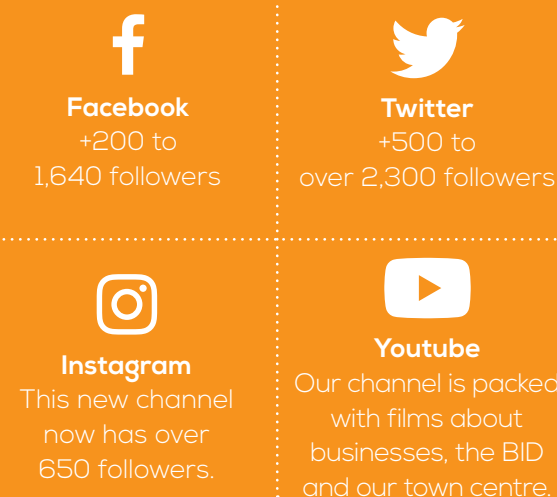 Facebook
+200 to
1,640 followers
Twitter
+500 to
over 2,300 followers
Instagram
This new channel
now has over
650 followers.
Youtube
Our channel is packed
with films about
businesses, the BID
and our town centre.